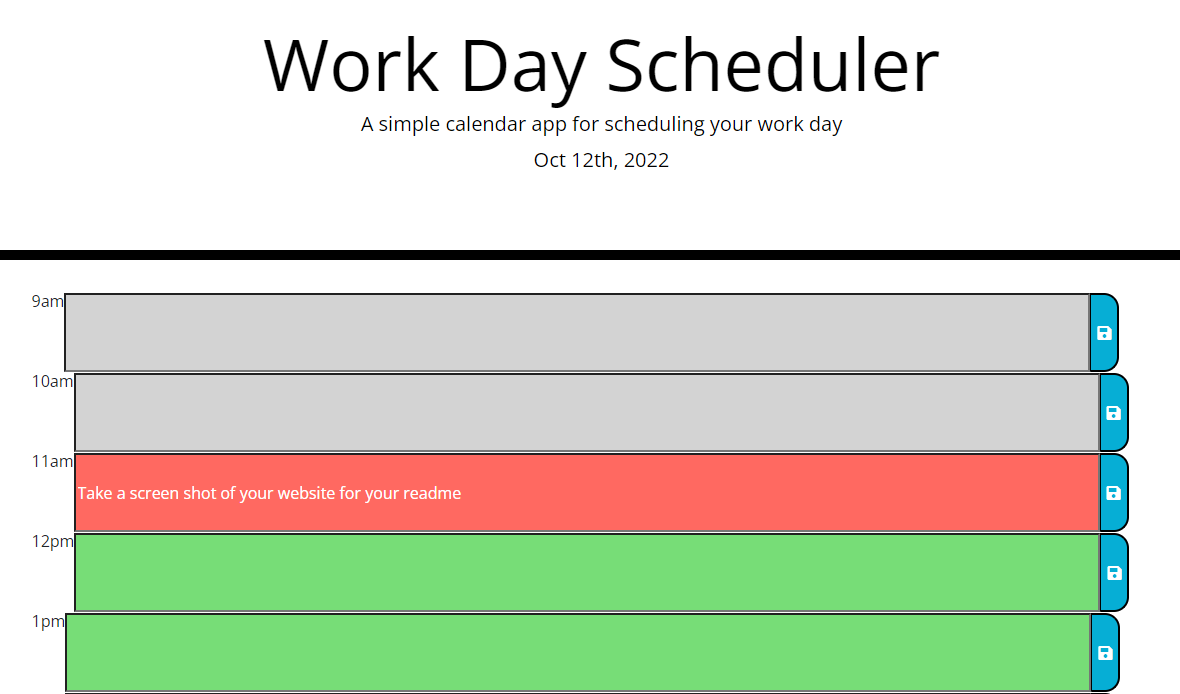 Work Day Scheduler
A simple calendar app for scheduling your work day
Oct 12th, 2022
9am
10am
11am
Take a screen shot of your website for your readme
12pm
1pm